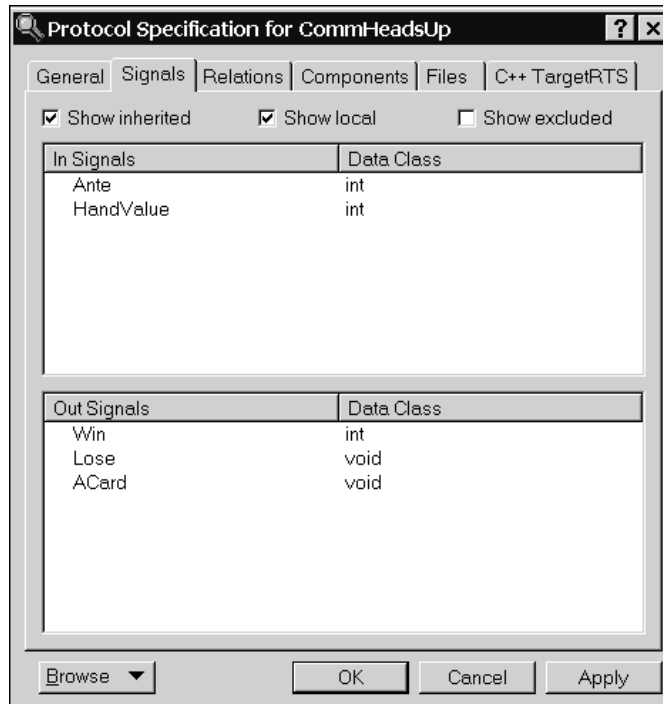 Protocol Specification for CommHeadsUp ? ×
General Signals Relations Components Files C++ TargetRTS
Show inherited Show local Show excluded
In Signals Data Class
Ante int
HandValue int
Out Signals Data Class
Win int
Lose void
ACard void
Browse OK Cancel Apply